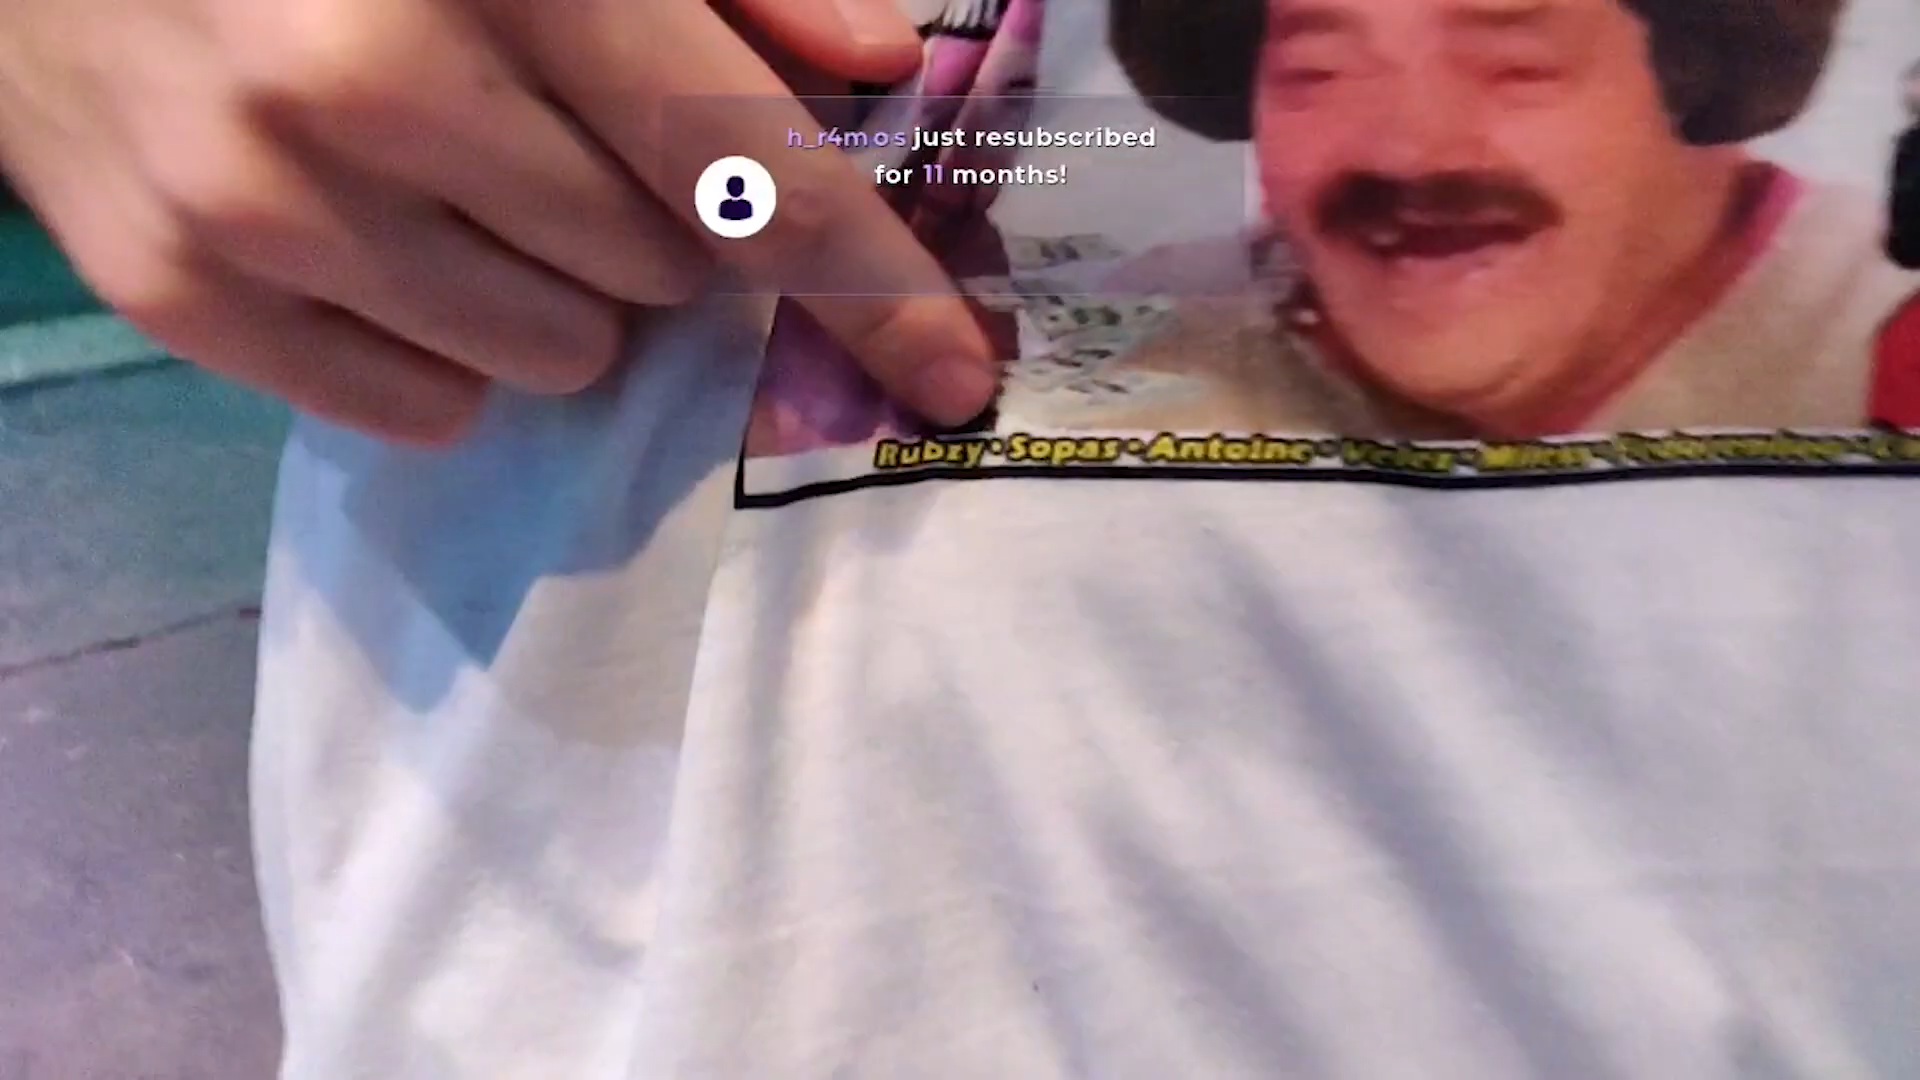 h_r4mos just resubscribed
for 11 months!
Rubzy • Sopas • Antoine •